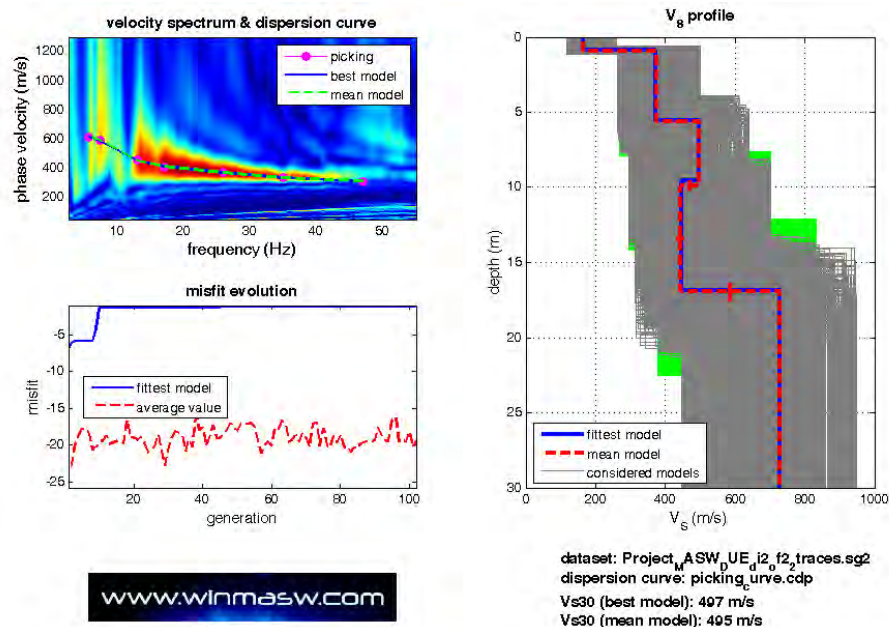 velocity spectrum & dispersion curve
1200
1000
800
600
400
200
phase velocity (m/s)
picking
best model
mean model
10 20 30 40 50
frequency (Hz)
misfit evolution
-5
-10
-15
-20
-25
misfit
fittest model
average value
20 40 60 80 100
generation
www.winmasw.com
VS profile
0
5
10
15
20
25
30
depth (m)
fittest model
mean model
considered models
0 200 400 600 800 1000
VS (m/s)
dataset: ProjectMASWDUEdi2of22traces.sg2
dispersion curve: pickingcurve.cdp
Vs30 (best model): 497 m/s
Vs30 (mean model): 495 m/s